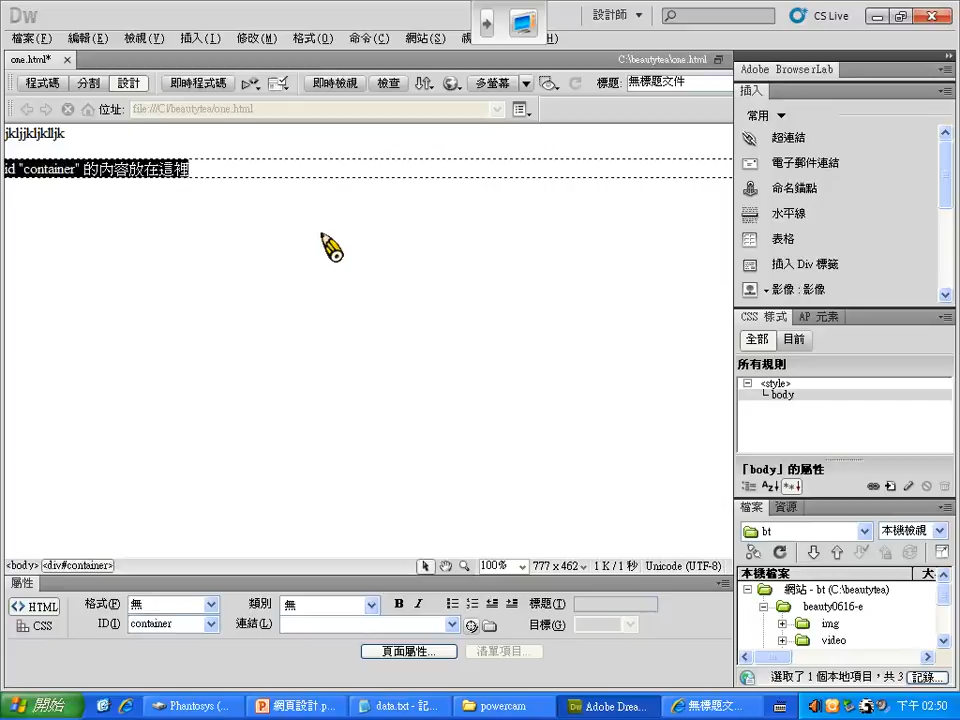 Dw
設計師
CS Live
檔案(F) 編輯(E) 檢視(V) 插入(I) 修改(M) 格式(O) 命令(C) 網站(S) 視 H)
one.html*
C:\beautytea\one.html
程式碼 分割 設計 即時程式碼 即時檢視 檢查 多螢幕 標題: 無標題文件
位址: file:///C|/beautytea/one.html
jkljjkljklljk
id "container" 的內容放在這裡
<body> <div#container>
100% 777 x 462 1 K / 1 秒 Unicode (UTF-8)
屬性
HTML 格式(F) 無 類別 無 B I 標題(T)
CSS ID(I) container 連結(L) 目標(G)
頁面屬性... 清單項目...
Adobe BrowserLab
插入
常用
超連結
電子郵件連結
命名錨點
水平線
表格
插入 Div 標籤
影像 : 影像
CSS 樣式 AP 元素
全部 目前
所有規則
<style>
body
「body」的屬性
檔案 資源
bt 本機檢視
本機檔案 大
網站 - bt (C:\beautytea)
beauty0616-e
img
video
選取了 1 個本地項目，共 3 記錄...
開始 Phantosys (... 網頁設計 p... data.txt - 記... powercam Adobe Drea... 無標題文... 下午 02:50